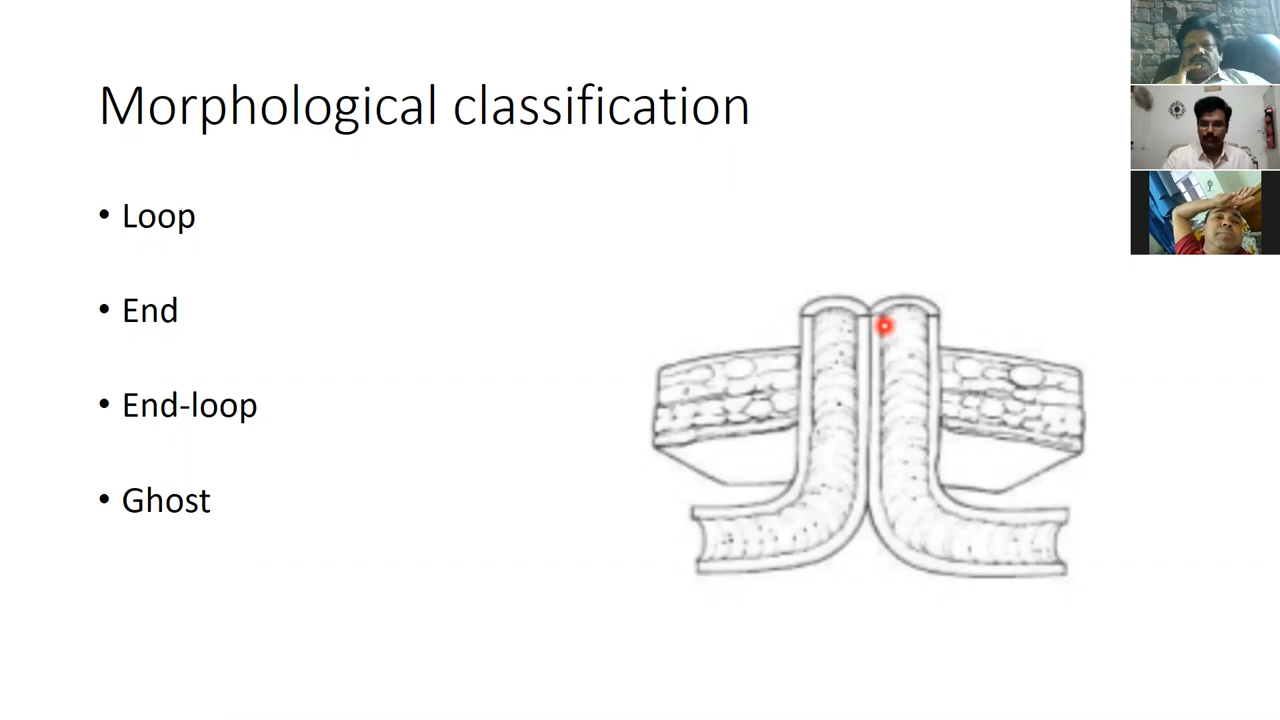 Morphological classification
• Loop
• End
• End-loop
• Ghost